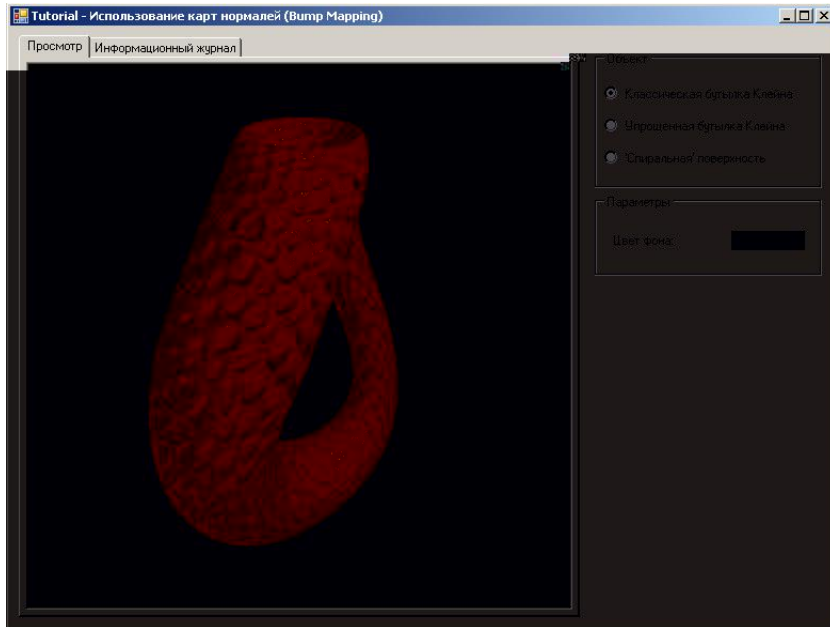 Tutorial - Использование карт нормалей (Bump Mapping)
Просмотр Информационный журнал
Объект
Классическая бутылка Клейна
Упрощенная бутылка Клейна
'Спиральная' поверхность
Параметры
Цвет фона: